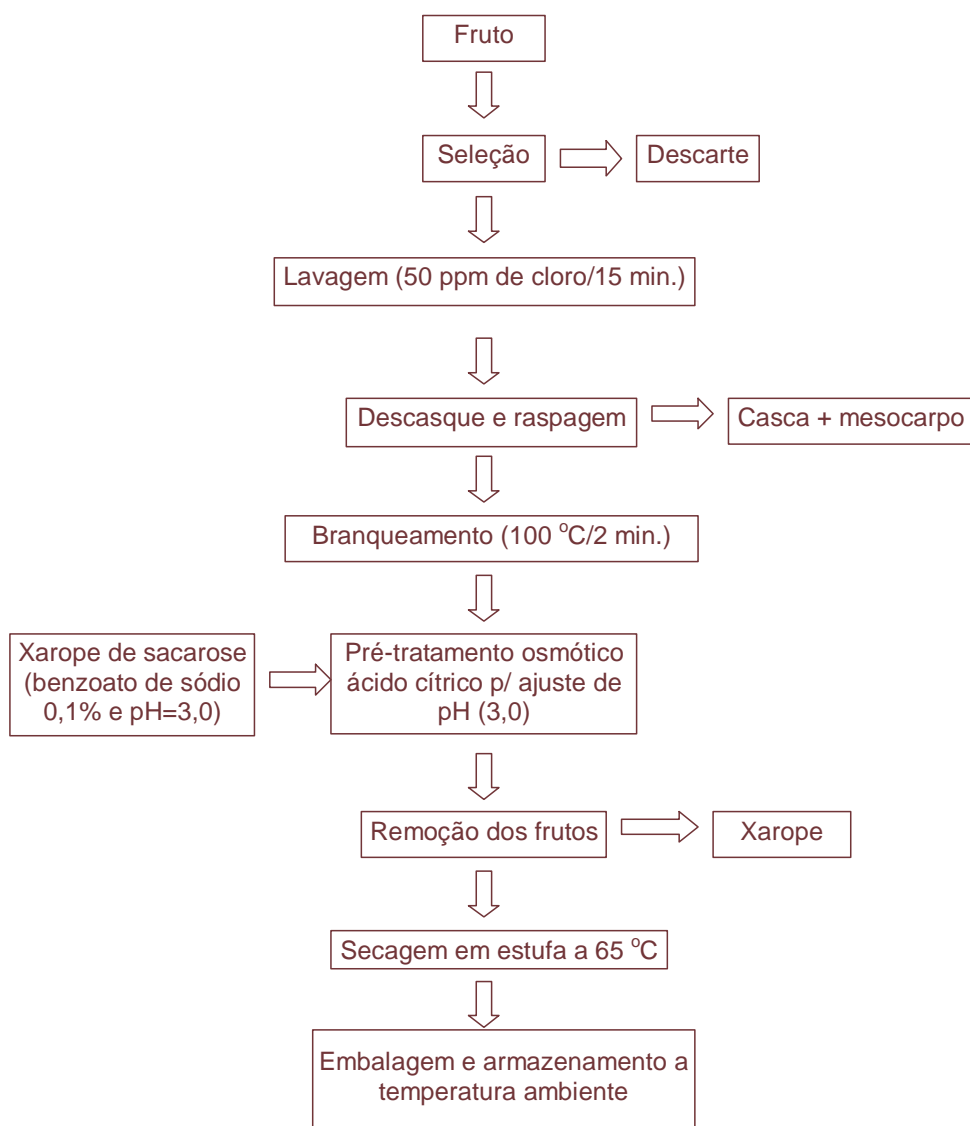 Fruto
Seleção
Descarte
Lavagem (50 ppm de cloro/15 min.)
Descasque e raspagem
Casca + mesocarpo
Branqueamento (100 °C/2 min.)
Xarope de sacarose
(benzoato de sódio
0,1% e pH=3,0)
Pré-tratamento osmótico
ácido cítrico p/ ajuste de
pH (3,0)
Remoção dos frutos
Xarope
Secagem em estufa a 65 °C
Embalagem e armazenamento a
temperatura ambiente